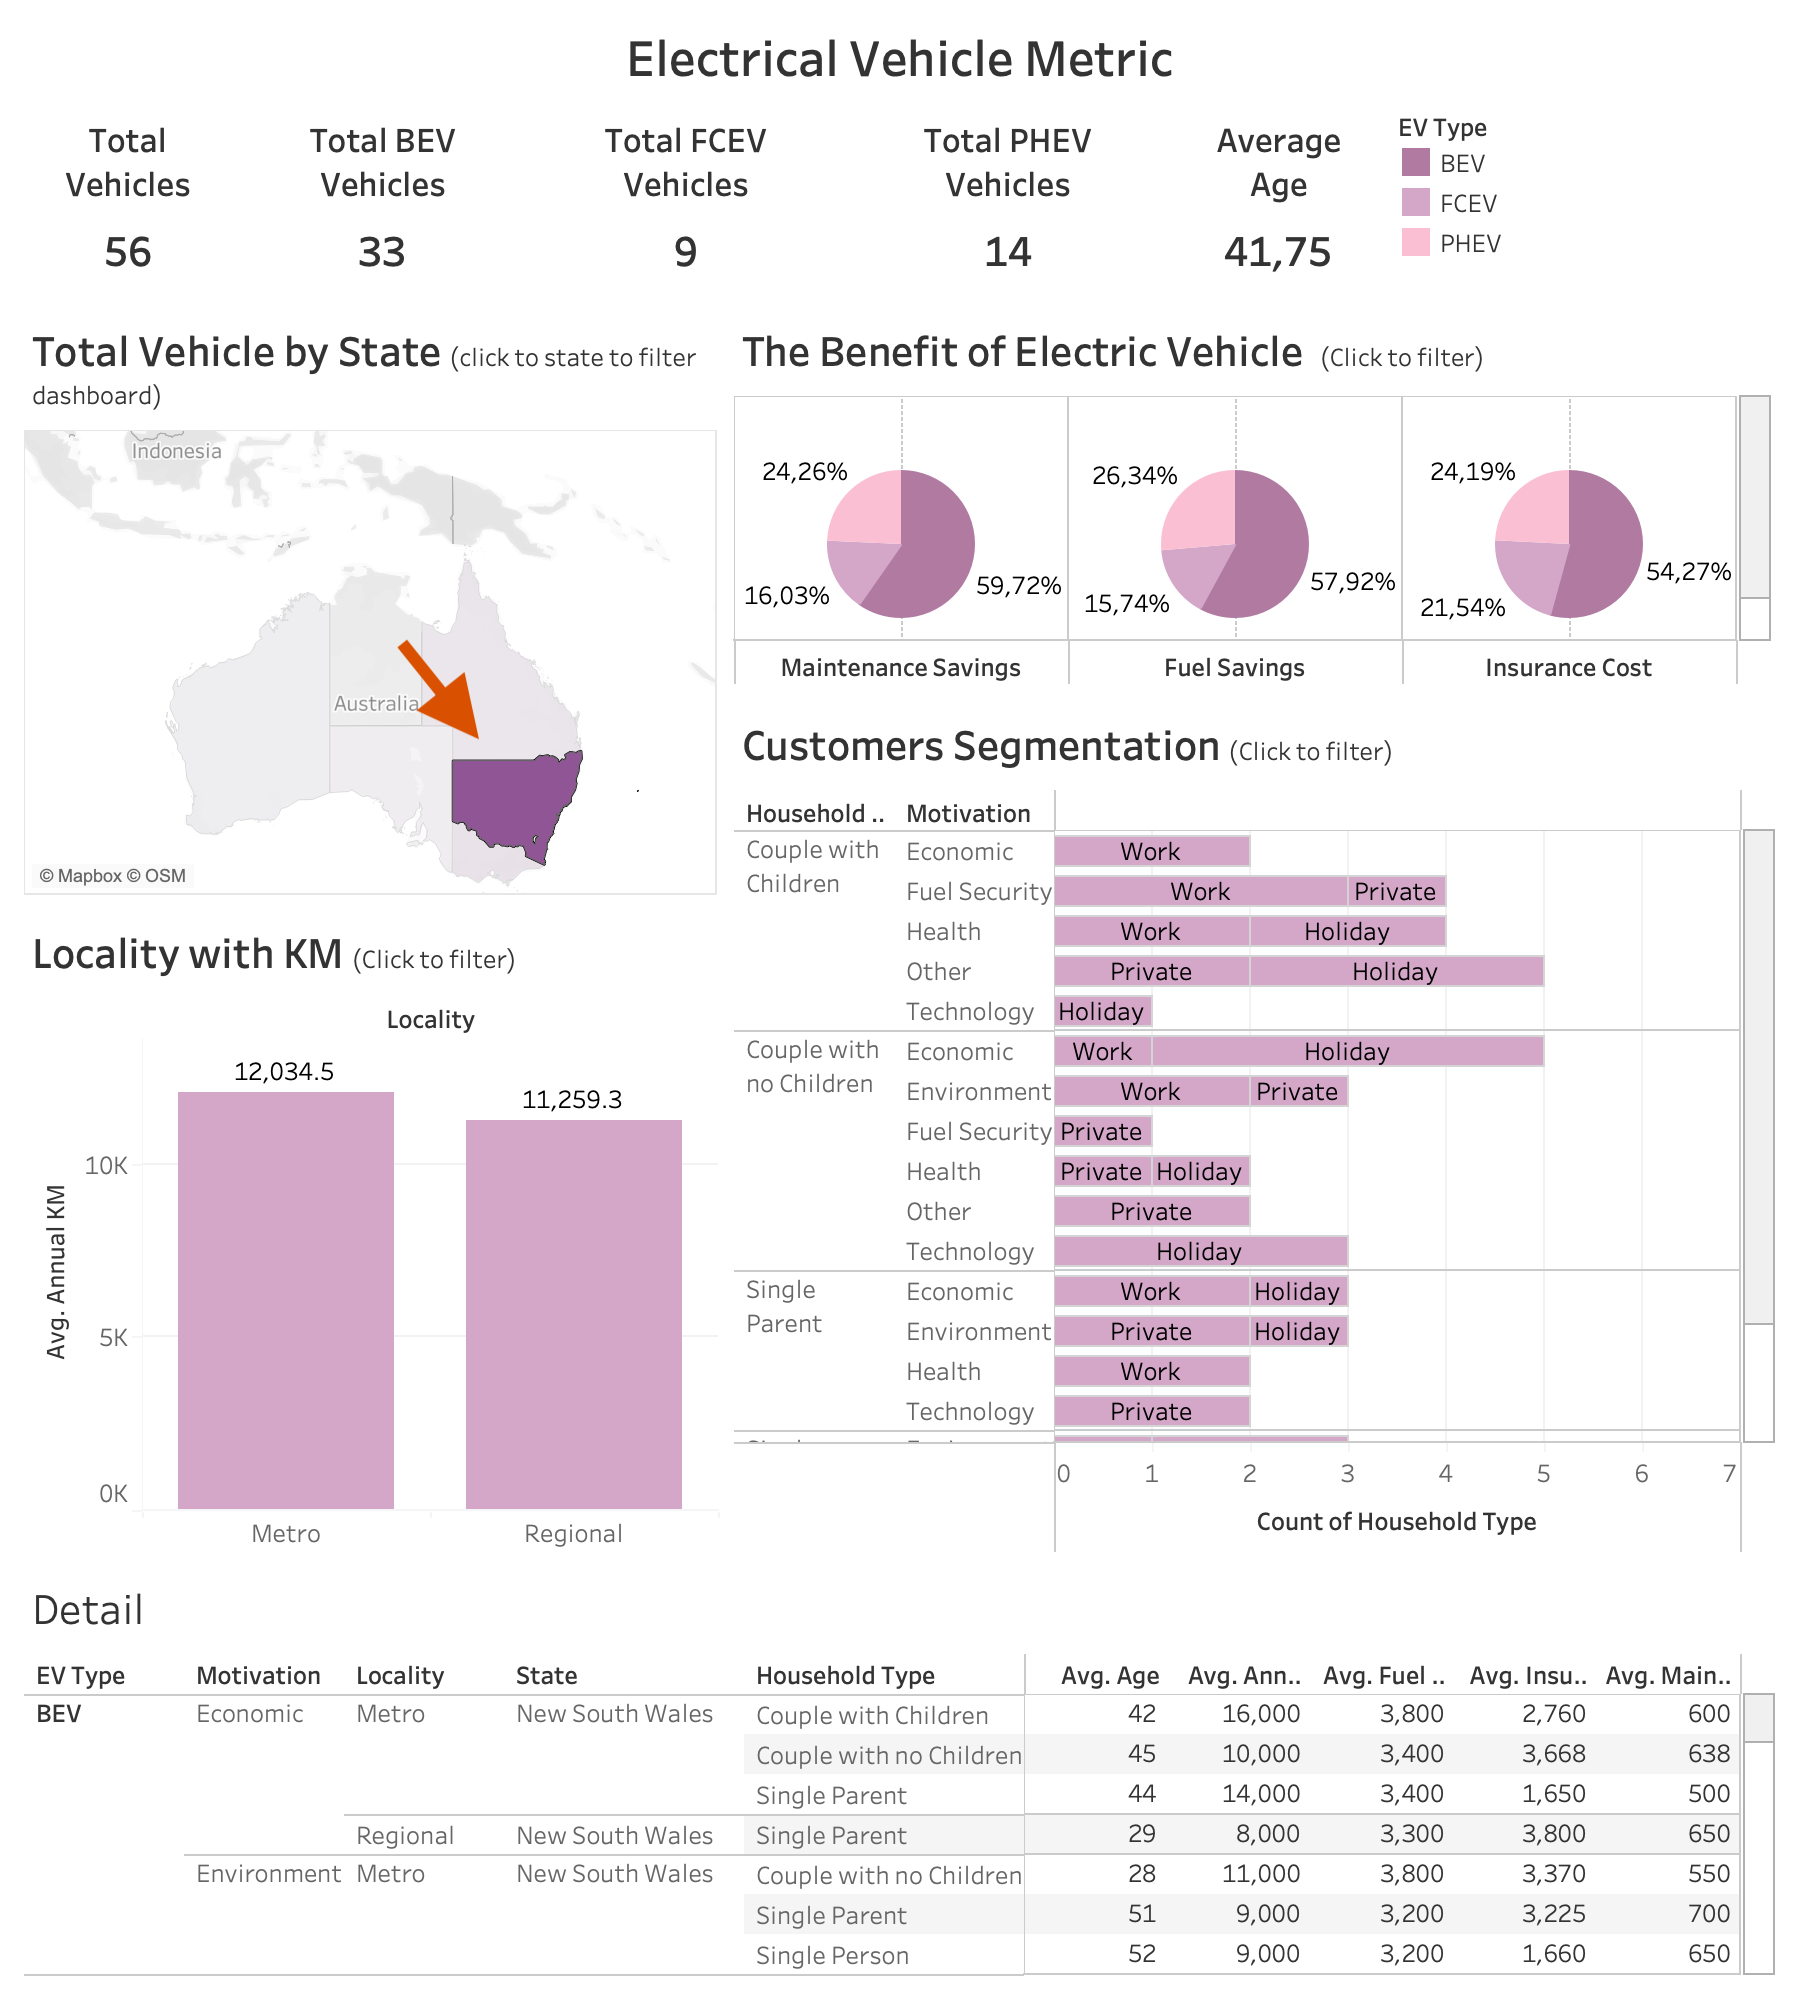 Electrical Vehicle Metric
Total Vehicles
56
Total BEV Vehicles
33
Total FCEV Vehicles
9
Total PHEV Vehicles
14
Average Age
41,75
EV Type
BEV
FCEV
PHEV
Total Vehicle by State (click to state to filter
dashboard)
Indonesia
Australia
© Mapbox © OSM
The Benefit of Electric Vehicle (Click to filter)
24,26%
16,03%
59,72%
26,34%
15,74%
57,92%
24,19%
21,54%
54,27%
Maintenance Savings
Fuel Savings
Insurance Cost
Locality with KM (Click to filter)
Locality
12,034.5
11,259.3
Avg. Annual KM
10K
5K
0K
Metro
Regional
Customers Segmentation (Click to filter)
Household .. Motivation
Couple with
Children
Economic Work
Fuel Security Work Private
Health Work Holiday
Other Private Holiday
Technology Holiday
Couple with
no Children
Economic Work Holiday
Environment Work Private
Fuel Security Private
Health Private Holiday
Other Private
Technology Holiday
Single
Parent
Economic Work Holiday
Environment Private Holiday
Health Work
Technology Private
0 1 2 3 4 5 6 7
Count of Household Type
Detail
EV Type Motivation Locality State Household Type Avg. Age Avg. Ann.. Avg. Fuel .. Avg. Insu.. Avg. Main..
BEV Economic Metro New South Wales Couple with Children 42 16,000 3,800 2,760 600
Couple with no Children 45 10,000 3,400 3,668 638
Single Parent 44 14,000 3,400 1,650 500
Regional New South Wales Single Parent 29 8,000 3,300 3,800 650
Environment Metro New South Wales Couple with no Children 28 11,000 3,800 3,370 550
Single Parent 51 9,000 3,200 3,225 700
Single Person 52 9,000 3,200 1,660 650